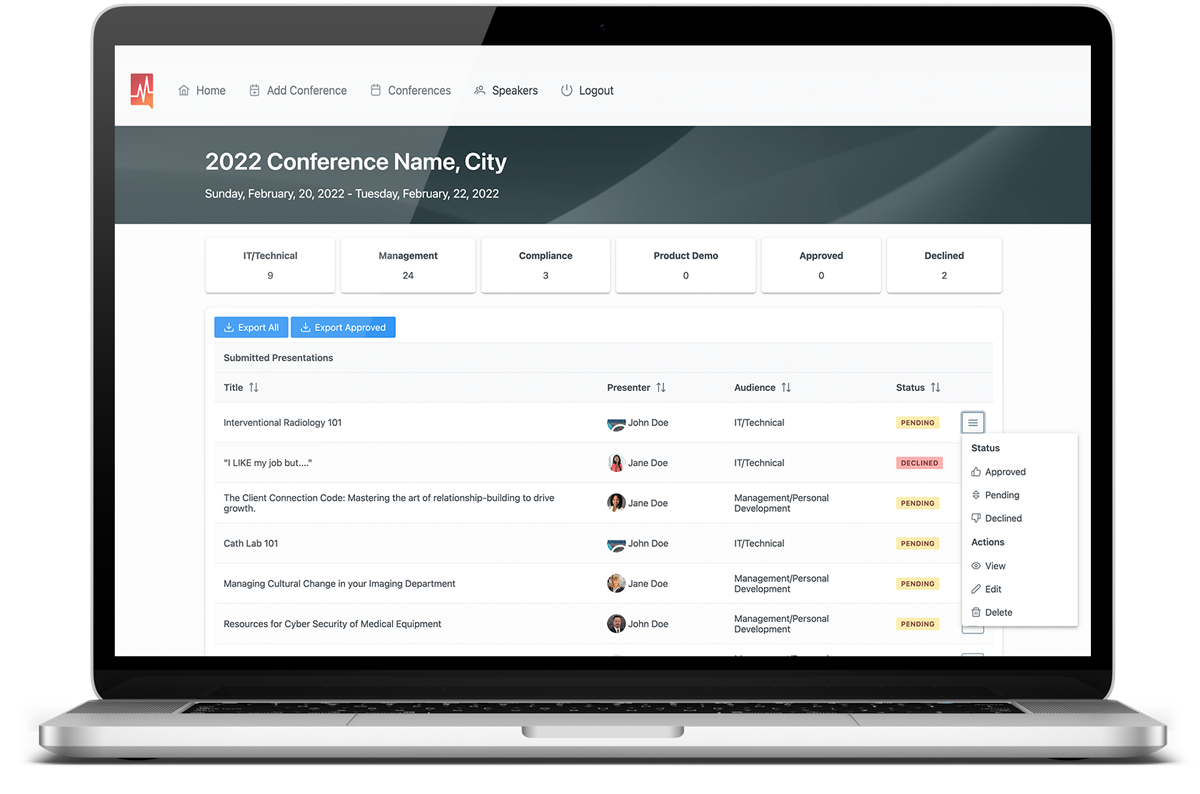 Home
Add Conference
Conferences
Speakers
Logout
2022 Conference Name, City
Sunday, February, 20, 2022 - Tuesday, February, 22, 2022
IT/Technical
9
Management
24
Compliance
3
Product Demo
0
Approved
0
Declined
2
Export All
Export Approved
Submitted Presentations
Title
Presenter
Audience
Status
Interventional Radiology 101
John Doe
IT/Technical
PENDING
"I LIKE my job but...."
Jane Doe
IT/Technical
DECLINED
The Client Connection Code: Mastering the art of relationship-building to drive
growth.
Jane Doe
Management/Personal
Development
PENDING
Cath Lab 101
John Doe
IT/Technical
PENDING
Managing Cultural Change in your Imaging Department
Jane Doe
Management/Personal
Development
PENDING
Resources for Cyber Security of Medical Equipment
John Doe
Management/Personal
Development
PENDING
Status
Approved
Pending
Declined
Actions
View
Edit
Delete